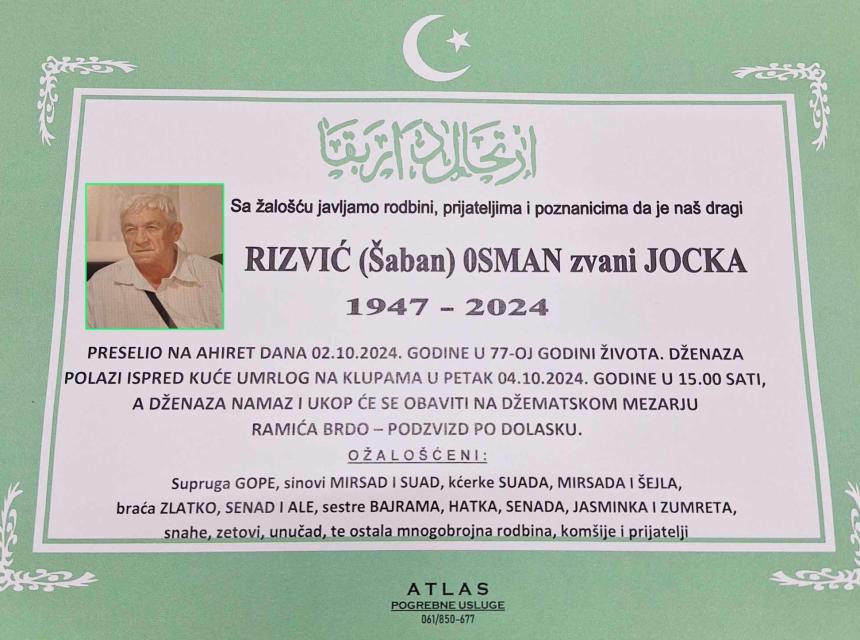 ارتحال دار بقا
Sa žalošću javljamo rodbini, prijateljima i poznanicima da je naš dragi
RIZVIĆ (Šaban) OSMAN zvani JOCKA
1947 - 2024
PRESELIO NA AHIRET DANA 02.10.2024. GODINE U 77-OJ GODINI ŽIVOTA. DŽENAZA
POLAZI ISPRED KUĆE UMRLOG NA KLUPAMA U PETAK 04.10.2024. GODINE U 15.00 SATI,
A DŽENAZA NAMAZ I UKOP ĆE SE OBAVITI NA DŽEMATSKOM MEZARJU
RAMIĆA BRDO – PODZVIZD PO DOLASKU.
OŽALOŠĆENI:
Supruga GOPE, sinovi MIRSAD I SUAD, kćerke SUADA, MIRSADA I ŠEJLA,
braća ZLATKO, SENAD I ALE, sestre BAJRAMA, HATKA, SENADA, JASMINKA I ZUMRETA,
snahe, zetovi, unučad, te ostala mnogobrojna rodbina, komšije i prijatelji
ATLAS
POGREBNE USLUGE
061/850-677